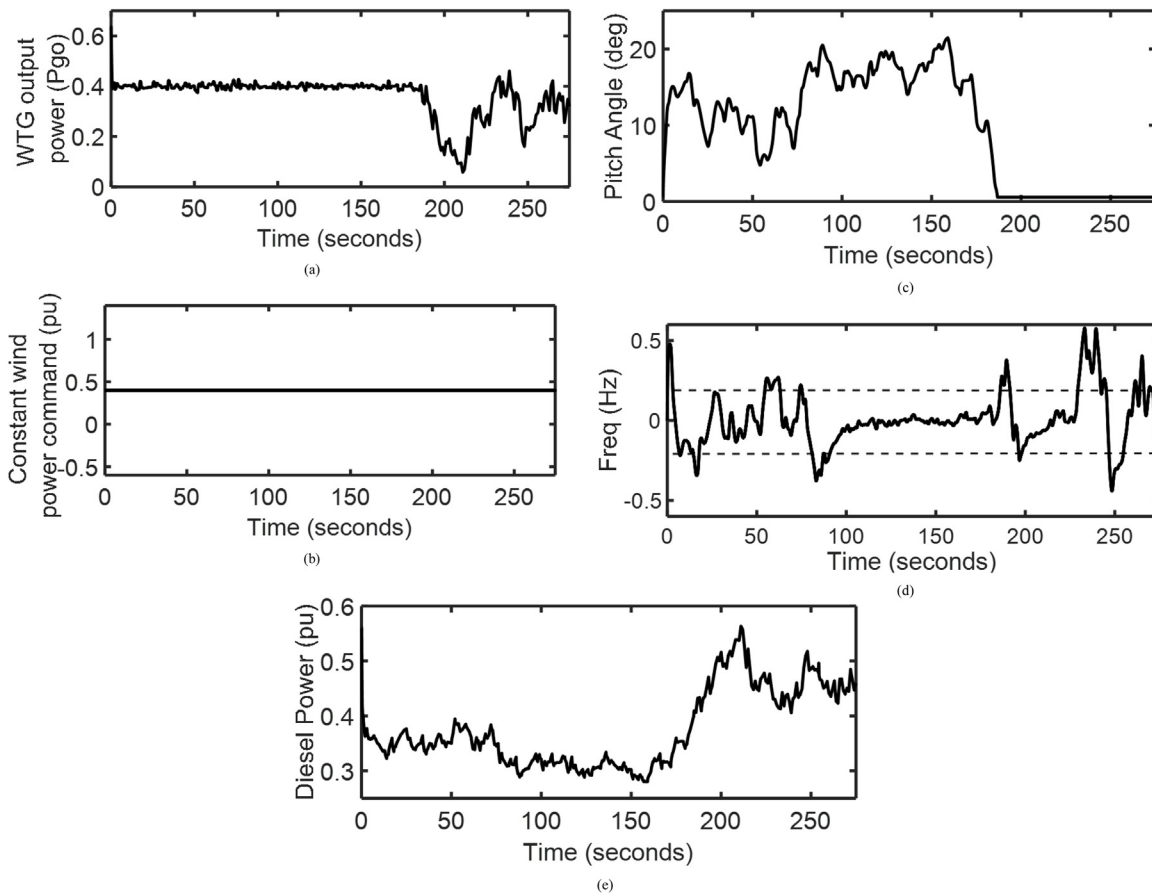 WTG output
power (Pgo)
0.6
0.4
0.2
0
0 50 100 150 200 250
Time (seconds)
(a)
Pitch Angle (deg)
20
10
0
0 50 100 150 200 250
Time (seconds)
(c)
Constant wind
power command (pu)
1
0.5
0
-0.5
0 50 100 150 200 250
Time (seconds)
(b)
Freq (Hz)
0.5
0
-0.5
0 50 100 150 200 250
Time (seconds)
(d)
Diesel Power (pu)
0.6
0.5
0.4
0.3
0 50 100 150 200 250
Time (seconds)
(e)